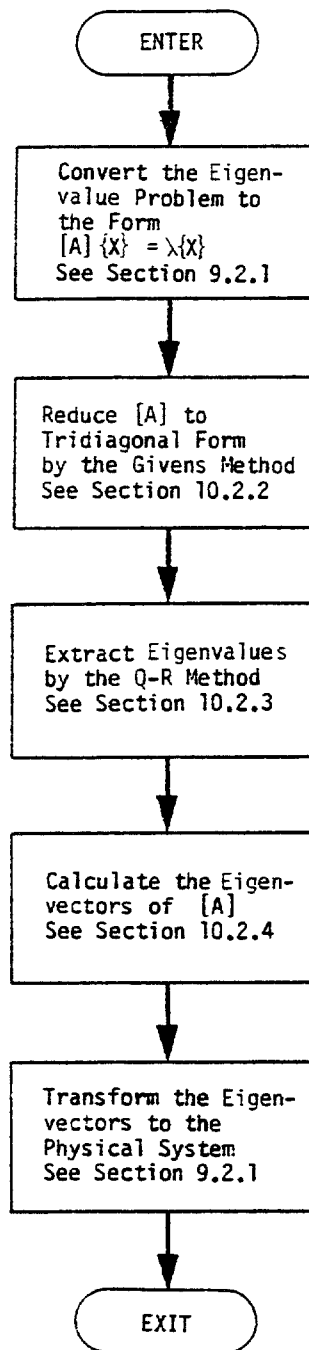 ENTER
Convert the Eigen-
value Problem to
the Form
[A] {X} = λ{X}
See Section 9.2.1
Reduce [A] to
Tridiagonal Form
by the Givens Method
See Section 10.2.2
Extract Eigenvalues
by the Q-R Method
See Section 10.2.3
Calculate the Eigen-
vectors of [A]
See Section 10.2.4
Transform the Eigen-
vectors to the
Physical System
See Section 9.2.1
EXIT